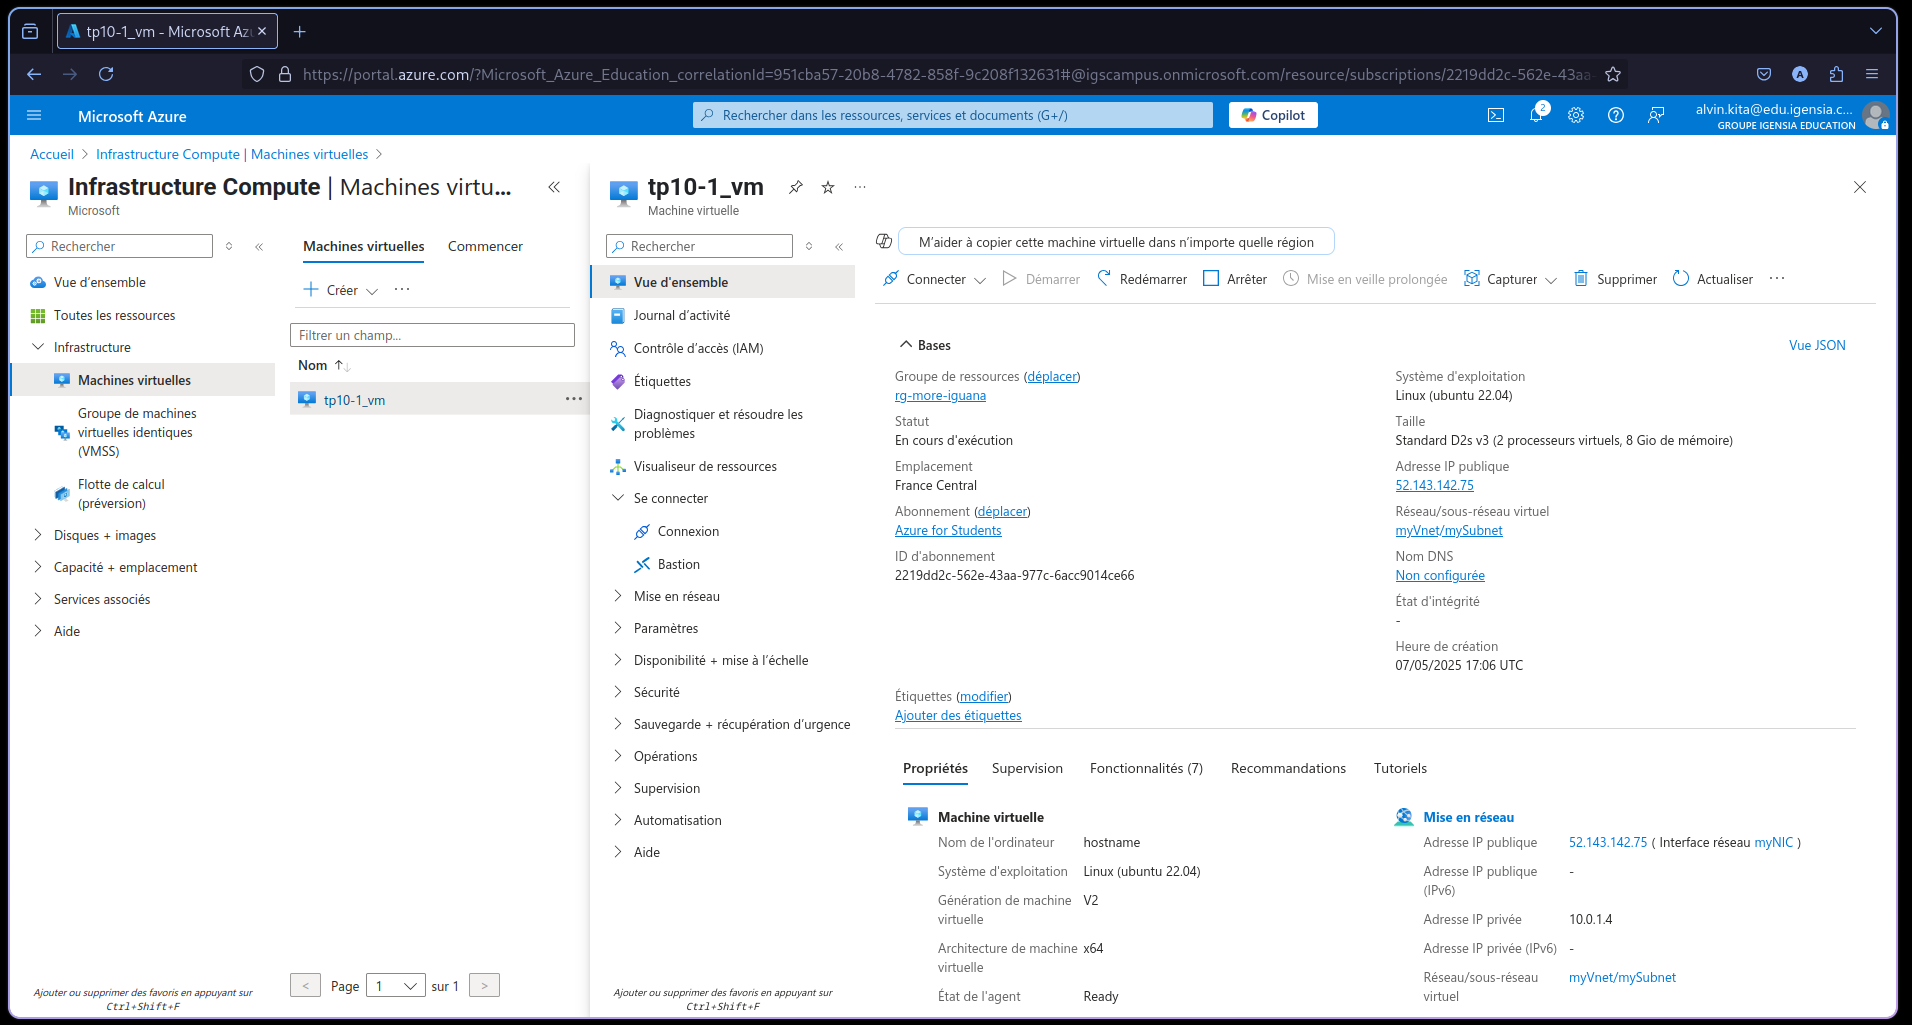 tp10-1_vm - Microsoft Az
https://portal.azure.com/?Microsoft_Azure_Education_correlationId=951cba57-20b8-4782-858f-9c208f132631#@igscampus.onmicrosoft.com/resource/subscriptions/2219dd2c-562e-43aa-
Microsoft Azure
Rechercher dans les ressources, services et documents (G+/)
Copilot
2
alvin.kita@edu.igensia.c...
GROUPE IGENSIA EDUCATION
Accueil > Infrastructure Compute | Machines virtuelles >
Infrastructure Compute | Machines virtu...
Microsoft
Rechercher
Vue d'ensemble
Toutes les ressources
Infrastructure
Machines virtuelles
Groupe de machines
virtuelles identiques
(VMSS)
Flotte de calcul
(préversion)
Disques + images
Capacité + emplacement
Services associés
Aide
Ajouter ou supprimer des favoris en appuyant sur
Ctrl+Shift+F
Machines virtuelles
Commencer
Créer
Filtrer un champ...
Nom ↑↓
tp10-1_vm
< Page 1 sur 1 >
tp10-1_vm
Machine virtuelle
Rechercher
Vue d'ensemble
Journal d'activité
Contrôle d'accès (IAM)
Étiquettes
Diagnostiquer et résoudre les
problèmes
Visualiseur de ressources
Se connecter
Connexion
Bastion
Mise en réseau
Paramètres
Disponibilité + mise à l'échelle
Sécurité
Sauvegarde + récupération d'urgence
Opérations
Supervision
Automatisation
Aide
Ajouter ou supprimer des favoris en appuyant sur
Ctrl+Shift+F
M'aider à copier cette machine virtuelle dans n'importe quelle région
Connecter
Démarrer
Redémarrer
Arrêter
Mise en veille prolongée
Capturer
Supprimer
Actualiser
Bases
Vue JSON
Groupe de ressources (déplacer)
rg-more-iguana
Statut
En cours d'exécution
Emplacement
France Central
Abonnement (déplacer)
Azure for Students
ID d'abonnement
2219dd2c-562e-43aa-977c-6acc9014ce66
Système d'exploitation
Linux (ubuntu 22.04)
Taille
Standard D2s v3 (2 processeurs virtuels, 8 Gio de mémoire)
Adresse IP publique
52.143.142.75
Réseau/sous-réseau virtuel
myVnet/mySubnet
Nom DNS
Non configurée
État d'intégrité
-
Heure de création
07/05/2025 17:06 UTC
Étiquettes (modifier)
Ajouter des étiquettes
Propriétés
Supervision
Fonctionnalités (7)
Recommandations
Tutoriels
Machine virtuelle
Nom de l'ordinateur hostname
Système d'exploitation Linux (ubuntu 22.04)
Génération de machine V2
virtuelle
Architecture de machine x64
virtuelle
État de l'agent Ready
Mise en réseau
Adresse IP publique 52.143.142.75 ( Interface réseau myNIC )
Adresse IP publique -
(IPv6)
Adresse IP privée 10.0.1.4
Adresse IP privée (IPv6) -
Réseau/sous-réseau myVnet/mySubnet
virtuel